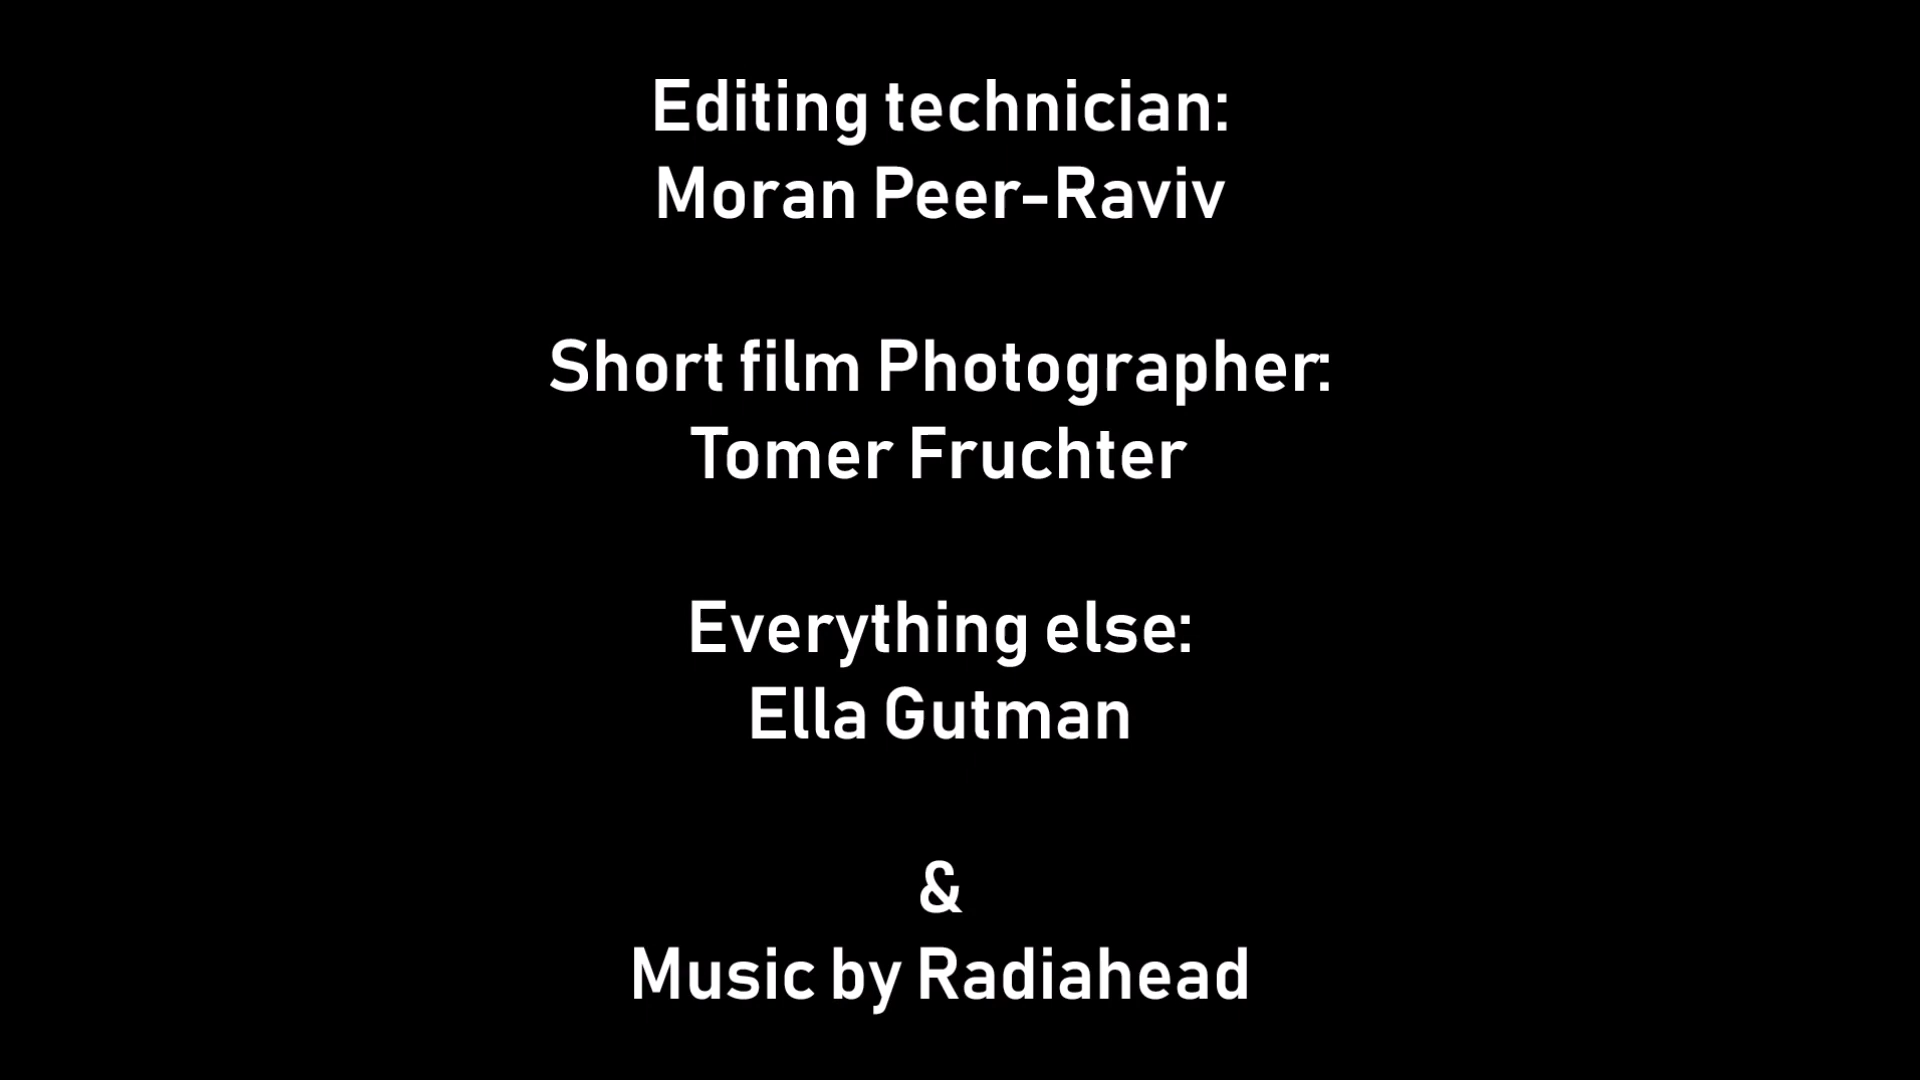 Editing technician:
Moran Peer-Raviv
Short film Photographer:
Tomer Fruchter
Everything else:
Ella Gutman
&
Music by Radiahead